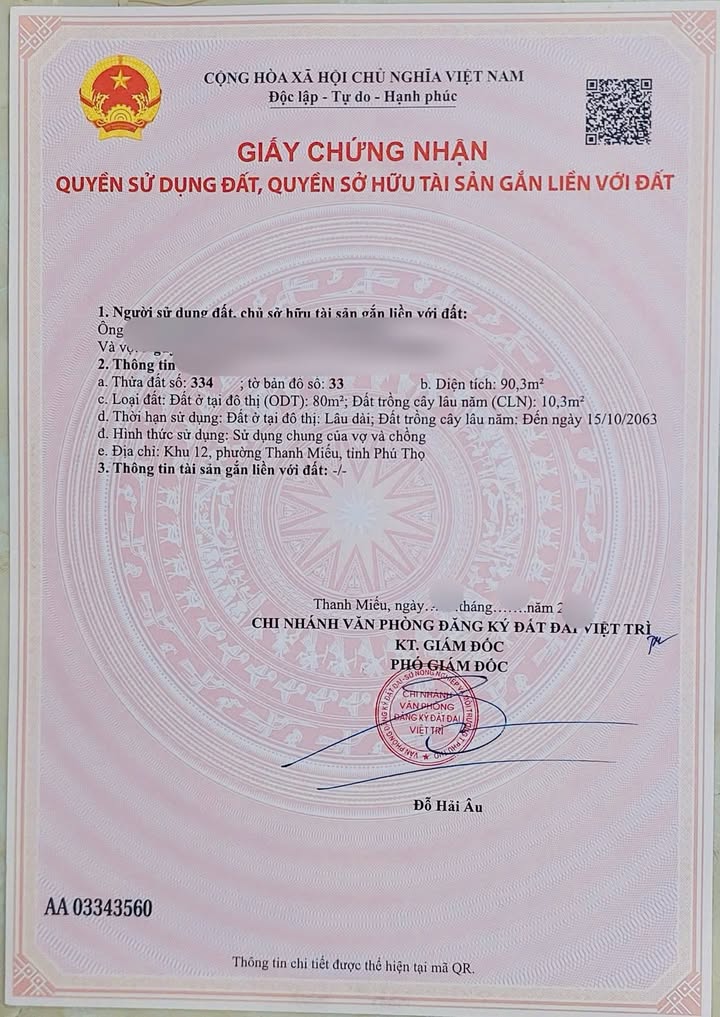 CỘNG HÒA XÃ HỘI CHỦ NGHĨA VIỆT NAM
Độc lập - Tự do - Hạnh phúc
GIẤY CHỨNG NHẬN
QUYỀN SỬ DỤNG ĐẤT, QUYỀN SỞ HỮU TÀI SẢN GẮN LIỀN VỚI ĐẤT
1. Người sử dụng đất, chủ sở hữu tài sản gắn liền với đất:
Ông
Và
2. Thông tin
a. Thửa đất số: 334 ; tờ bản đồ số: 33 b. Diện tích: 90,3m²
c. Loại đất: Đất ở tại đô thị (ODT): 80m²; Đất trồng cây lâu năm (CLN): 10,3m²
d. Thời hạn sử dụng: Đất ở tại đô thị: Lâu dài; Đất trồng cây lâu năm: Đến ngày 15/10/2063
đ. Hình thức sử dụng: Sử dụng chung của vợ và chồng
e. Địa chỉ: Khu 12, phường Thanh Miếu, tỉnh Phú Thọ
3. Thông tin tài sản gắn liền với đất: -/-
Thanh Miếu, ngày.... tháng.......năm 2
CHI NHÁNH VĂN PHÒNG ĐĂNG KÝ ĐẤT ĐAI VIỆT TRÌ
KT. GIÁM ĐỐC
PHÓ GIÁM ĐỐC
CHI NHÁNH
VĂN PHÒNG
ĐĂNG KÝ ĐẤT ĐAI
VIỆT TRÌ
Đỗ Hải Âu
AA 03343560
Thông tin chi tiết được thể hiện tại mã QR.